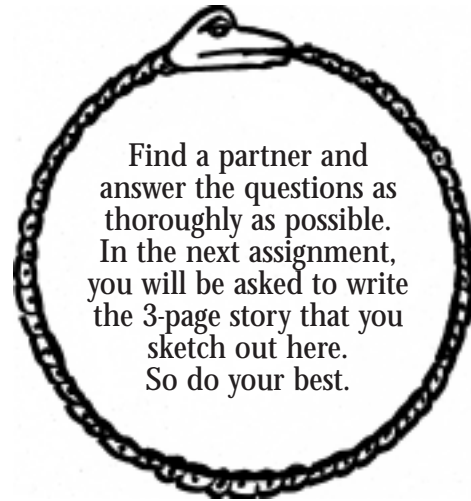 Find a partner and
answer the questions as
thoroughly as possible.
In the next assignment,
you will be asked to write
the 3-page story that you
sketch out here.
So do your best.